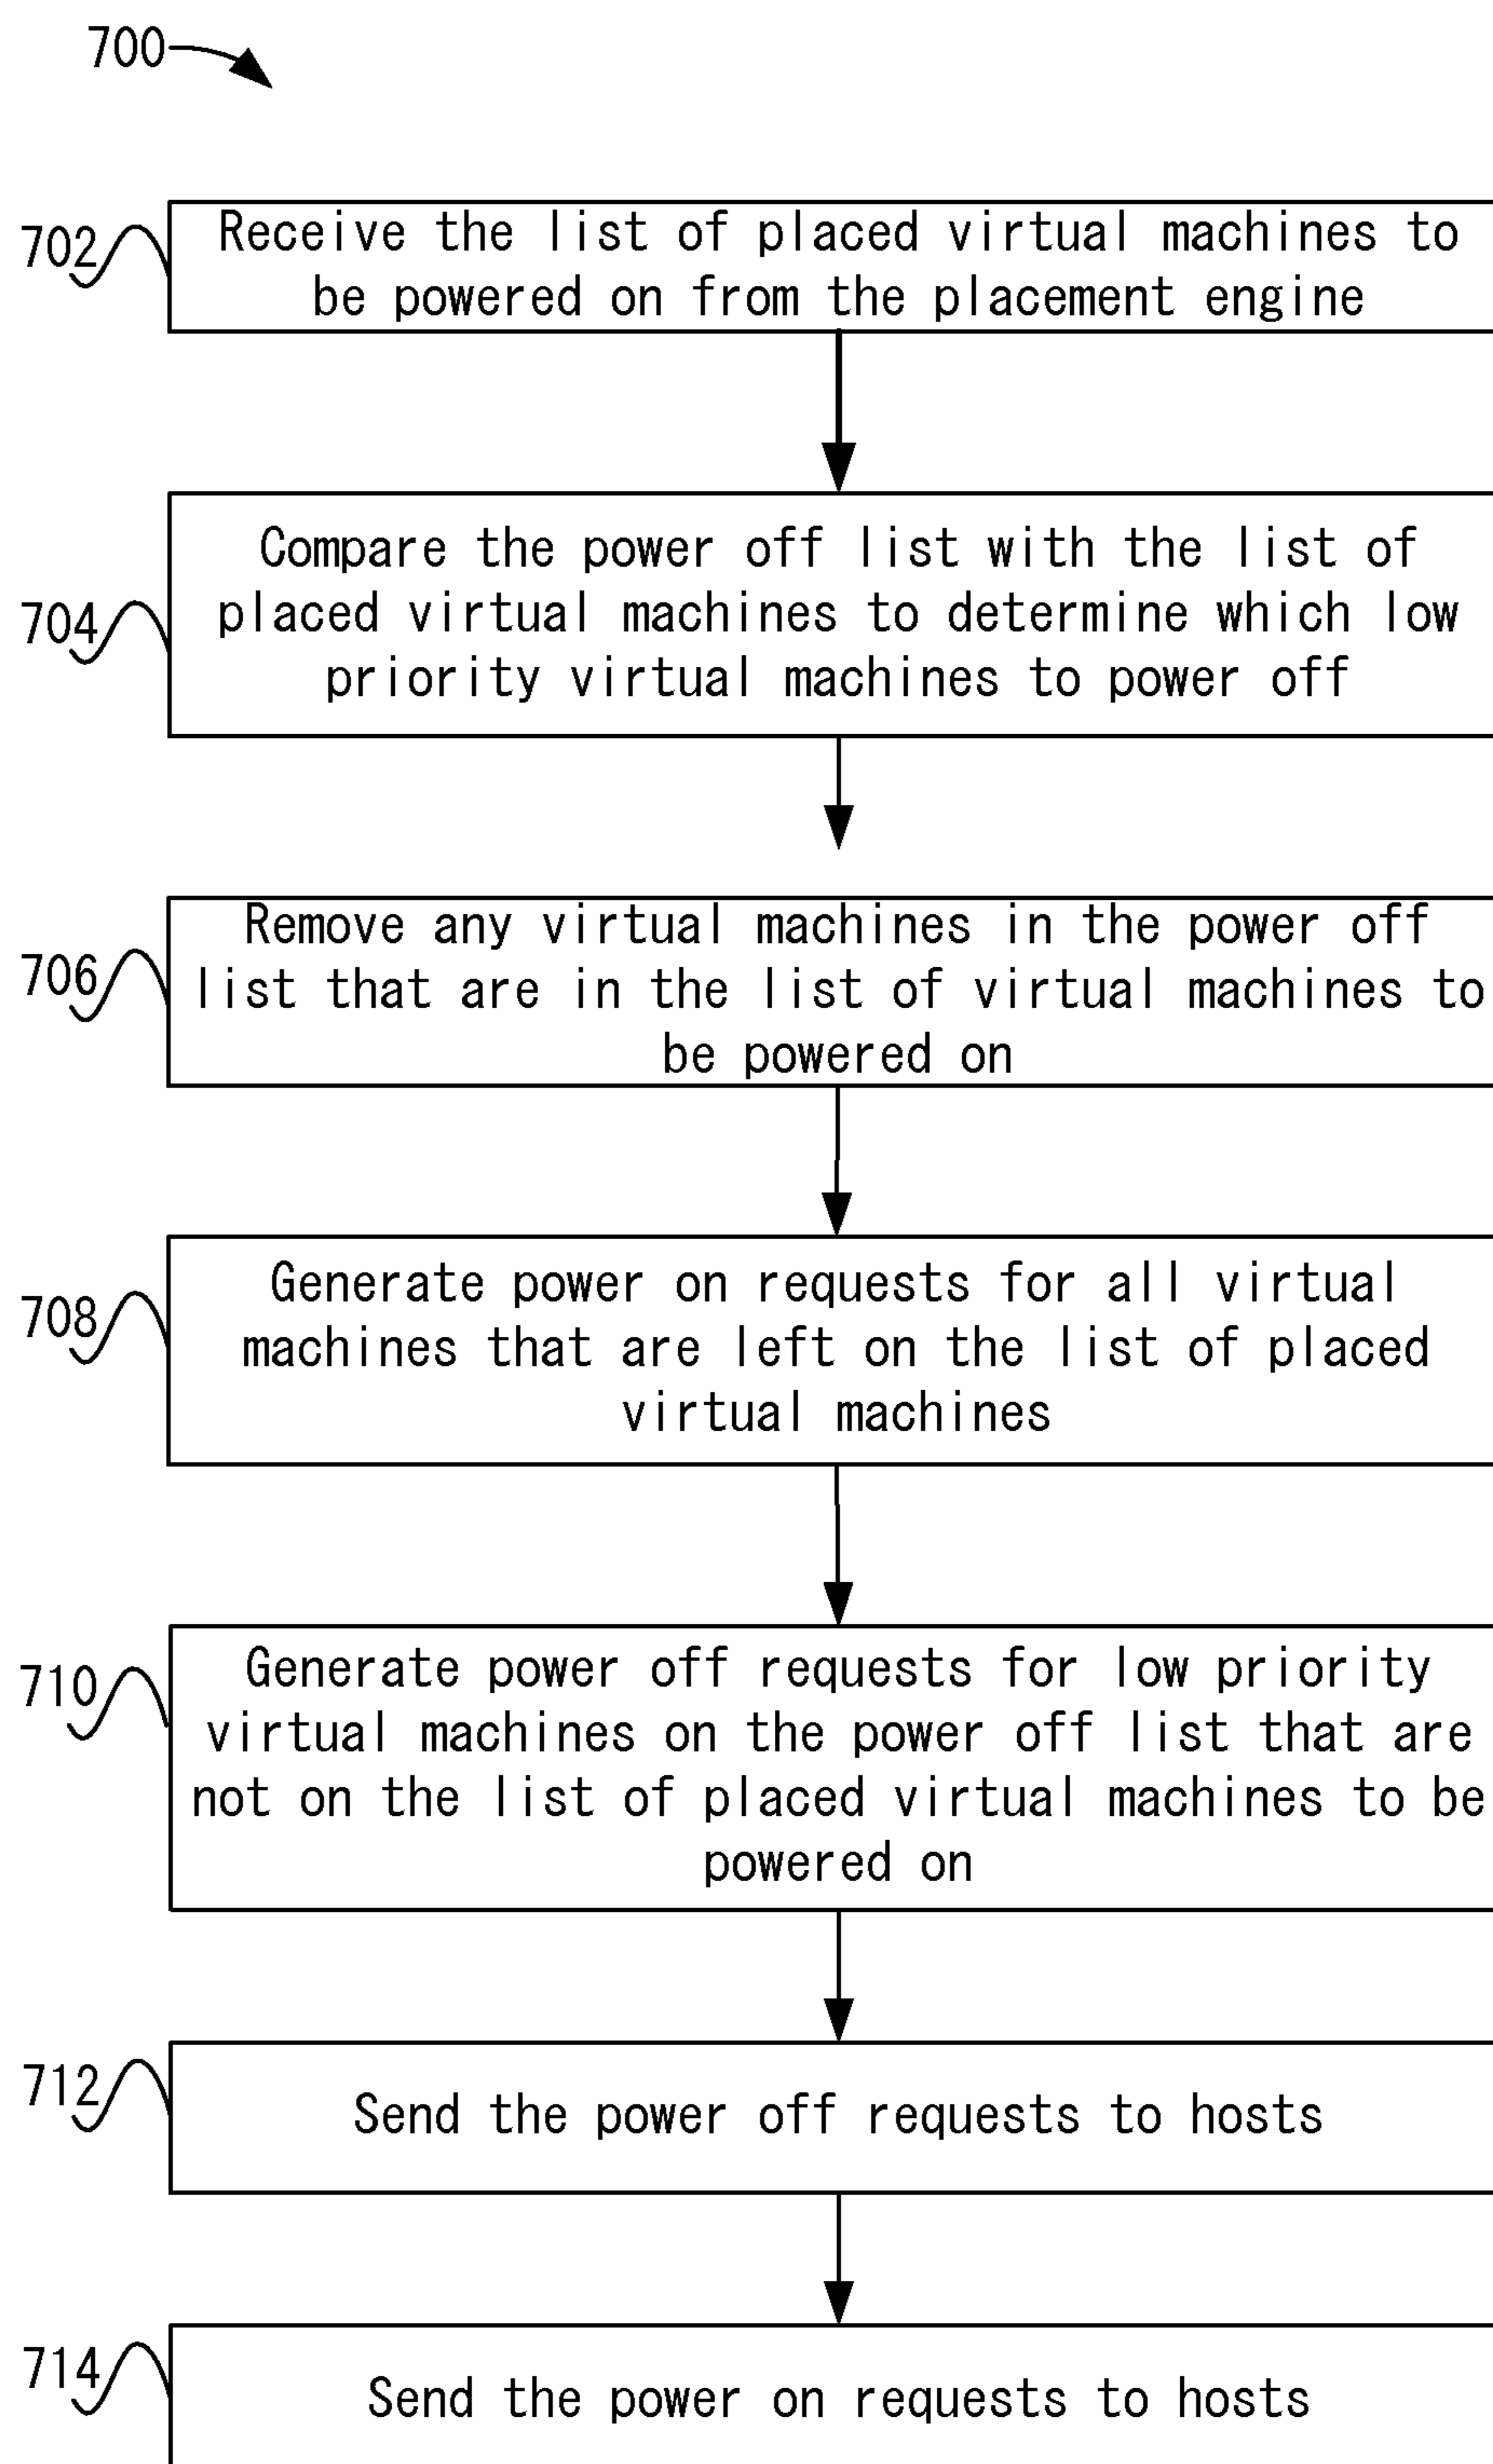 700
702
Receive the list of placed virtual machines to
be powered on from the placement engine
704
Compare the power off list with the list of
placed virtual machines to determine which low
priority virtual machines to power off
706
Remove any virtual machines in the power off
list that are in the list of virtual machines to
be powered on
708
Generate power on requests for all virtual
machines that are left on the list of placed
virtual machines
710
Generate power off requests for low priority
virtual machines on the power off list that are
not on the list of placed virtual machines to be
powered on
712
Send the power off requests to hosts
714
Send the power on requests to hosts